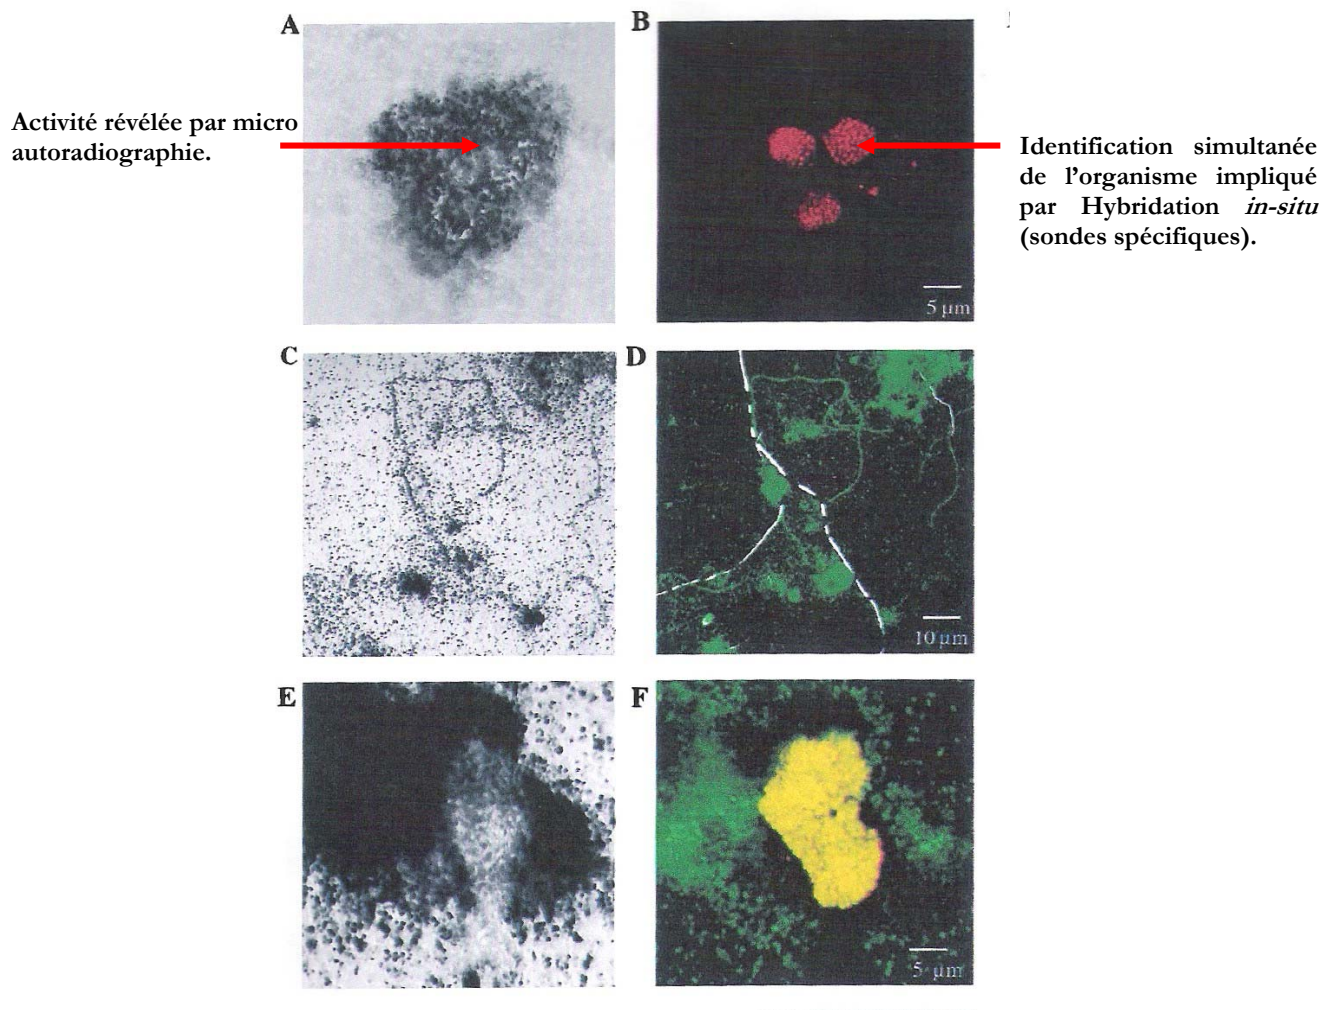 A
B
Activité révélée par micro
autoradiographie.
Identification simultanée
de l’organisme impliqué
par Hybridation in-situ
(sondes spécifiques).
5 µm
C
D
10 µm
E
F
5 µm